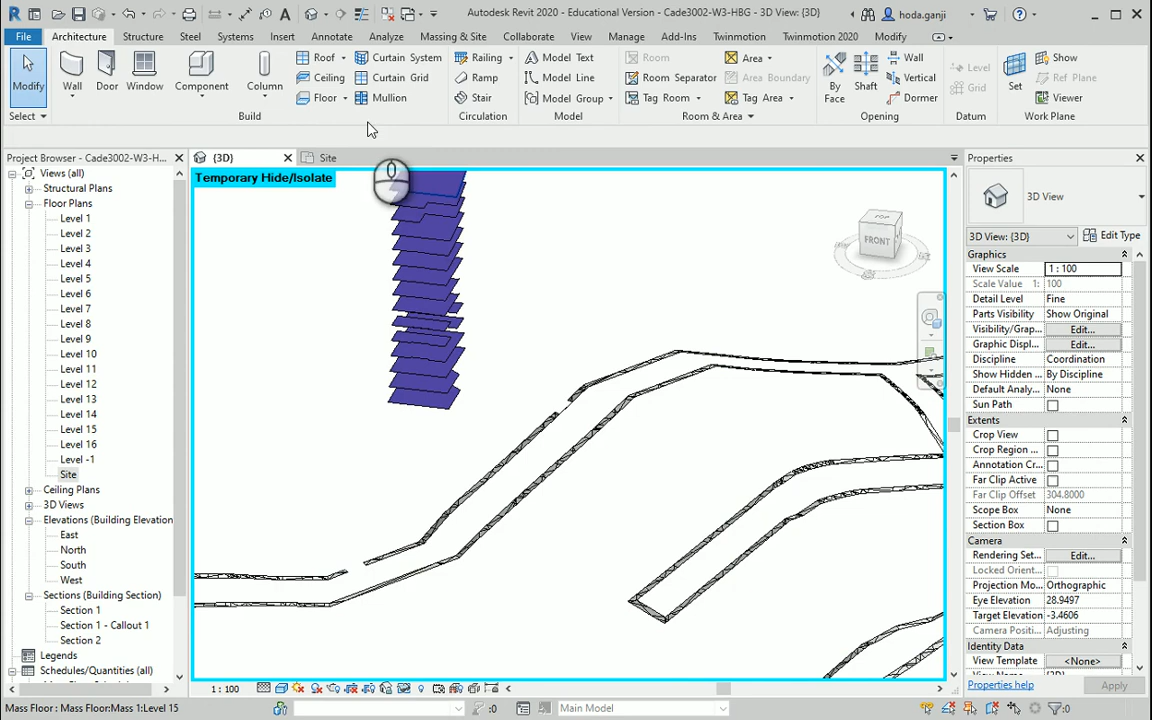 Autodesk Revit 2020 - Educational Version - Cade3002-W3-HBG - 3D View: {3D}
hoda.ganji
File Architecture Structure Steel Systems Insert Annotate Analyze Massing & Site Collaborate View Manage Add-Ins Twinmotion Twinmotion 2020 Modify
Modify
Wall
Door
Window
Component
Column
Roof
Ceiling
Floor
Curtain System
Curtain Grid
Mullion
Railing
Ramp
Stair
Model Text
Model Line
Model Group
Room
Room Separator
Tag Room
Area
Area Boundary
Tag Area
By Face
Shaft
Wall
Vertical
Dormer
Level
Grid
Set
Show
Ref Plane
Viewer
Select Build Circulation Model Room & Area Opening Datum Work Plane
Project Browser - Cade3002-W3-H...
{3D}
Site
Properties
Views (all)
Structural Plans
Floor Plans
Level 1
Level 2
Level 3
Level 4
Level 5
Level 6
Level 7
Level 8
Level 9
Level 10
Level 11
Level 12
Level 13
Level 14
Level 15
Level 16
Level -1
Site
Ceiling Plans
3D Views
Elevations (Building Elevation
East
North
South
West
Sections (Building Section)
Section 1
Section 1 - Callout 1
Section 2
Legends
Schedules/Quantities (all)
Temporary Hide/Isolate
TOP
FRONT
3D View
3D View: {3D} Edit Type
Graphics
View Scale 1 : 100
Scale Value 1: 100
Detail Level Fine
Parts Visibility Show Original
Visibility/Grap... Edit...
Graphic Displ... Edit...
Discipline Coordination
Show Hidden ... By Discipline
Default Analy... None
Sun Path
Extents
Crop View
Crop Region ...
Annotation Cr...
Far Clip Active
Far Clip Offset 304.8000
Scope Box None
Section Box
Camera
Rendering Set... Edit...
Locked Orient...
Projection Mo... Orthographic
Eye Elevation 28.9497
Target Elevation -3.4606
Camera Positi... Adjusting
Identity Data
View Template <None>
Properties help Apply
1 : 100
Mass Floor : Mass Floor:Mass 1:Level 15
:0
Main Model
:0